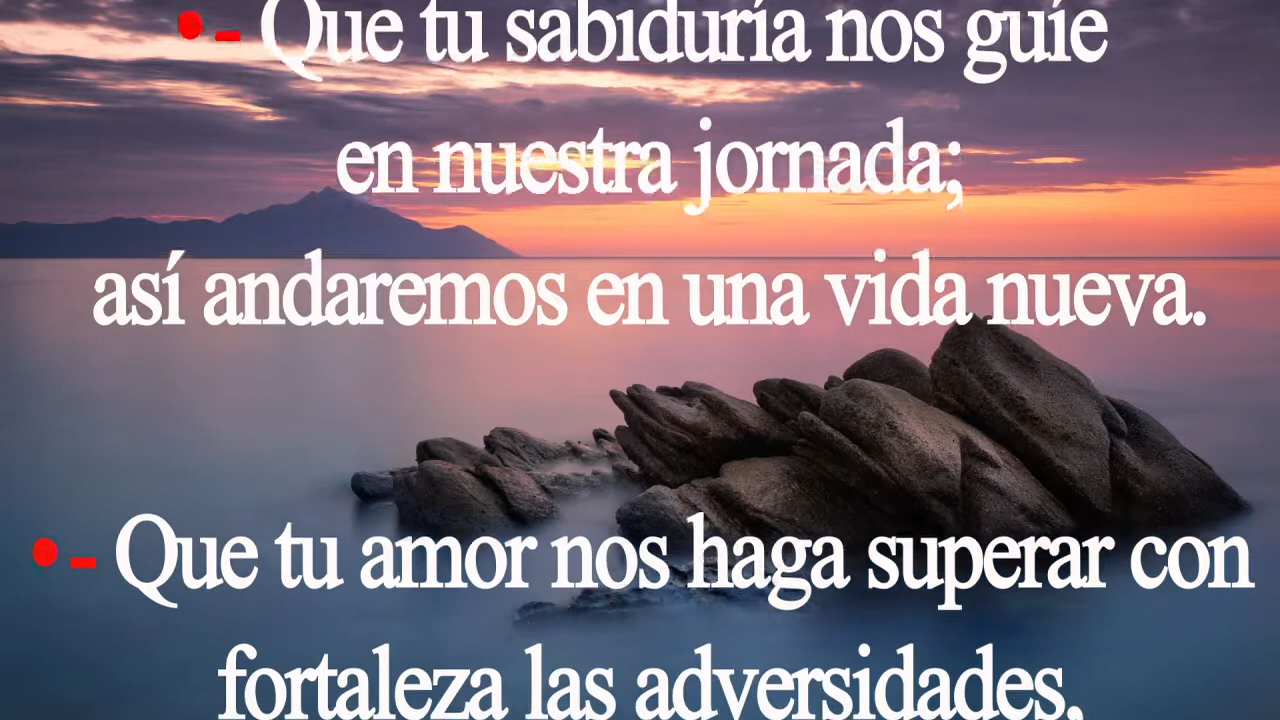 •- Que tu sabiduría nos guíe
en nuestra jornada;
así andaremos en una vida nueva.
•- Que tu amor nos haga superar con
fortaleza las adversidades,